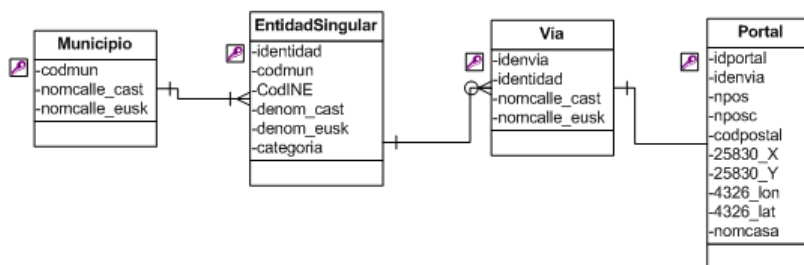 Municipio
-codmun
-nomcalle_cast
-nomcalle_eusk
EntidadSingular
-identidad
-codmun
-CodINE
-denom_cast
-denom_eusk
-categoria
Via
-idenvia
-identidad
-nomcalle_cast
-nomcalle_eusk
Portal
-idportal
-idenvia
-npos
-nposc
-codpostal
-25830_X
-25830_Y
-4326_lon
-4326_lat
-nomcasa